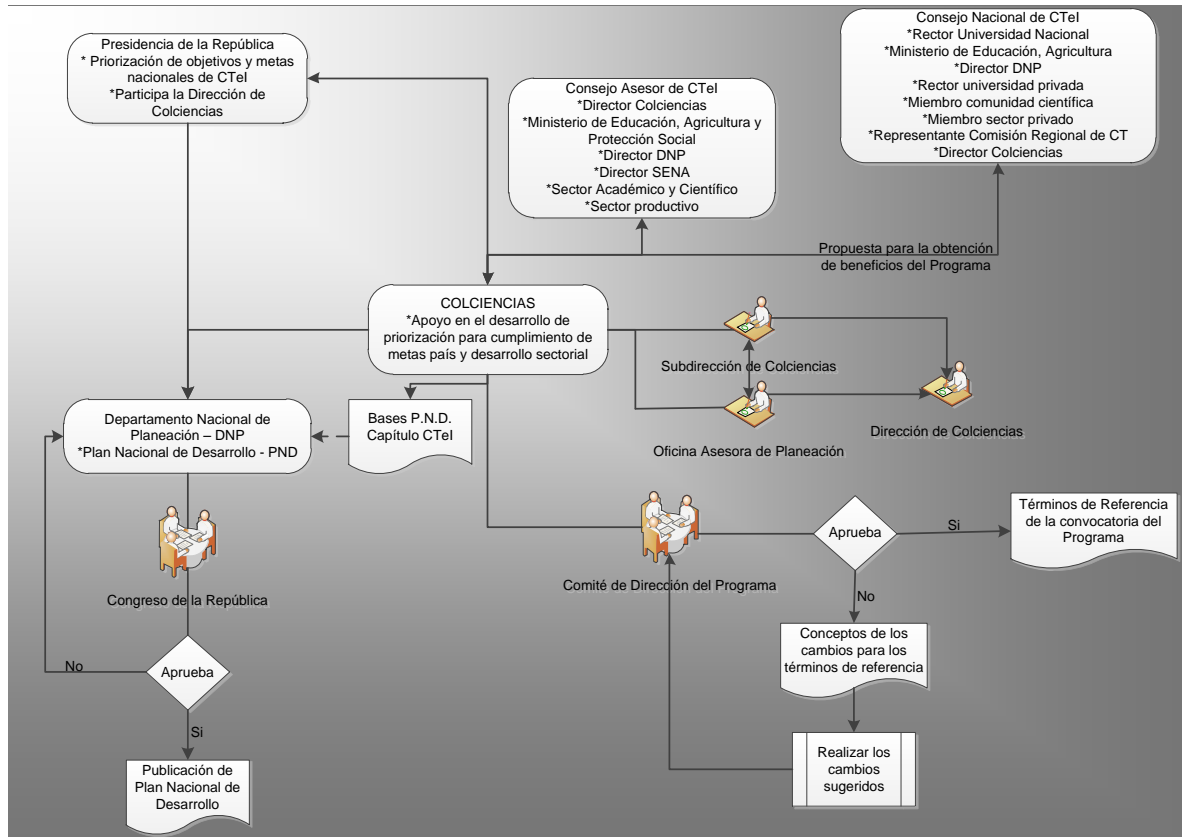 Presidencia de la República
* Priorización de objetivos y metas
nacionales de CTeI
*Participa la Dirección de
Colciencias
Consejo Asesor de CTeI
*Director Colciencias
*Ministerio de Educación, Agricultura y
Protección Social
*Director DNP
*Director SENA
*Sector Académico y Científico
*Sector productivo
Consejo Nacional de CTeI
*Rector Universidad Nacional
*Ministerio de Educación, Agricultura
*Director DNP
*Rector universidad privada
*Miembro comunidad científica
*Miembro sector privado
*Representante Comisión Regional de CT
*Director Colciencias
Propuesta para la obtención
de beneficios del Programa
COLCIENCIAS
*Apoyo en el desarrollo de
priorización para cumplimiento de
metas país y desarrollo sectorial
Subdirección de Colciencias
Oficina Asesora de Planeación
Dirección de Colciencias
Departamento Nacional de
Planeación – DNP
*Plan Nacional de Desarrollo - PND
Bases P.N.D.
Capítulo CTeI
Congreso de la República
Aprueba
No
Si
Publicación de
Plan Nacional de
Desarrollo
Comité de Dirección del Programa
Aprueba
Si
Términos de Referencia
de la convocatoria del
Programa
No
Conceptos de los
cambios para los
términos de referencia
Realizar los
cambios
sugeridos